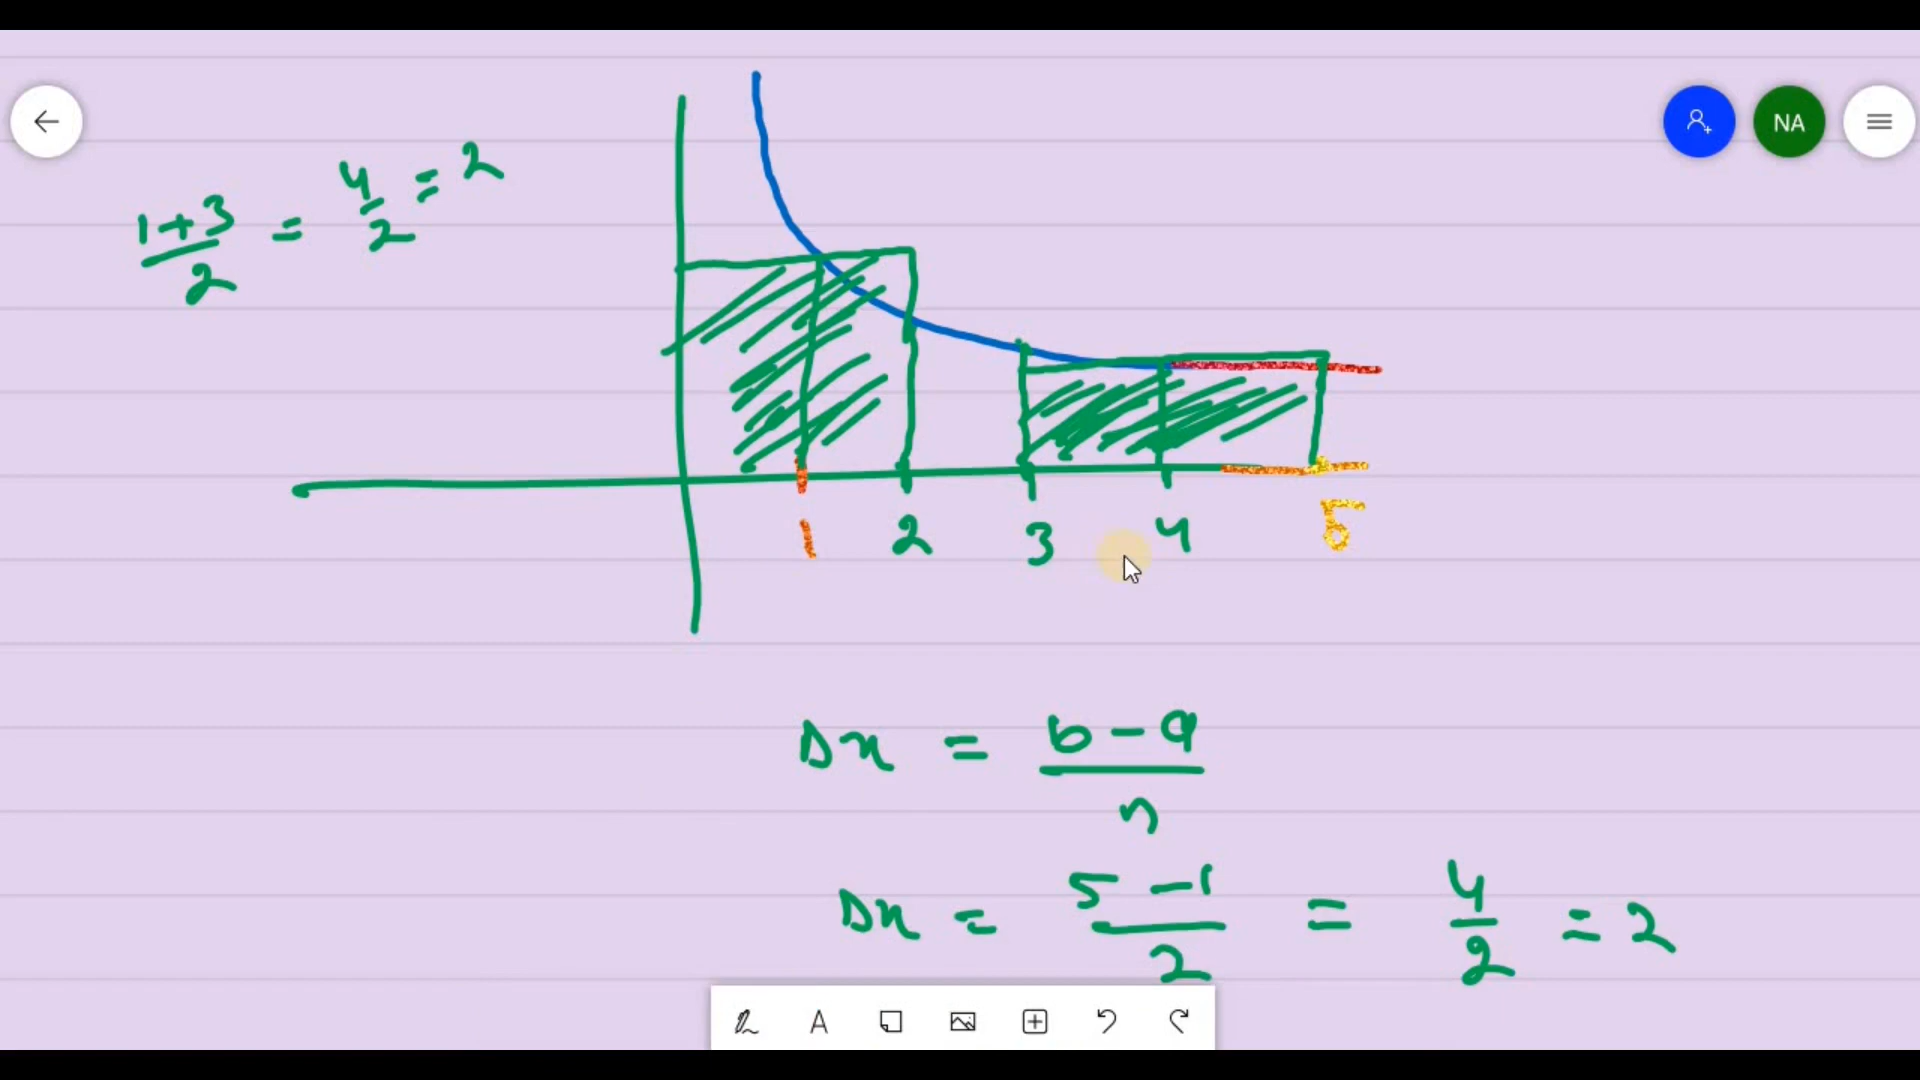 NA
1+3/2 = 4/2 = 2
1 2 3 4 5
Δx = b-a/n
Δx = 5-1/2 = 4/2 = 2
A